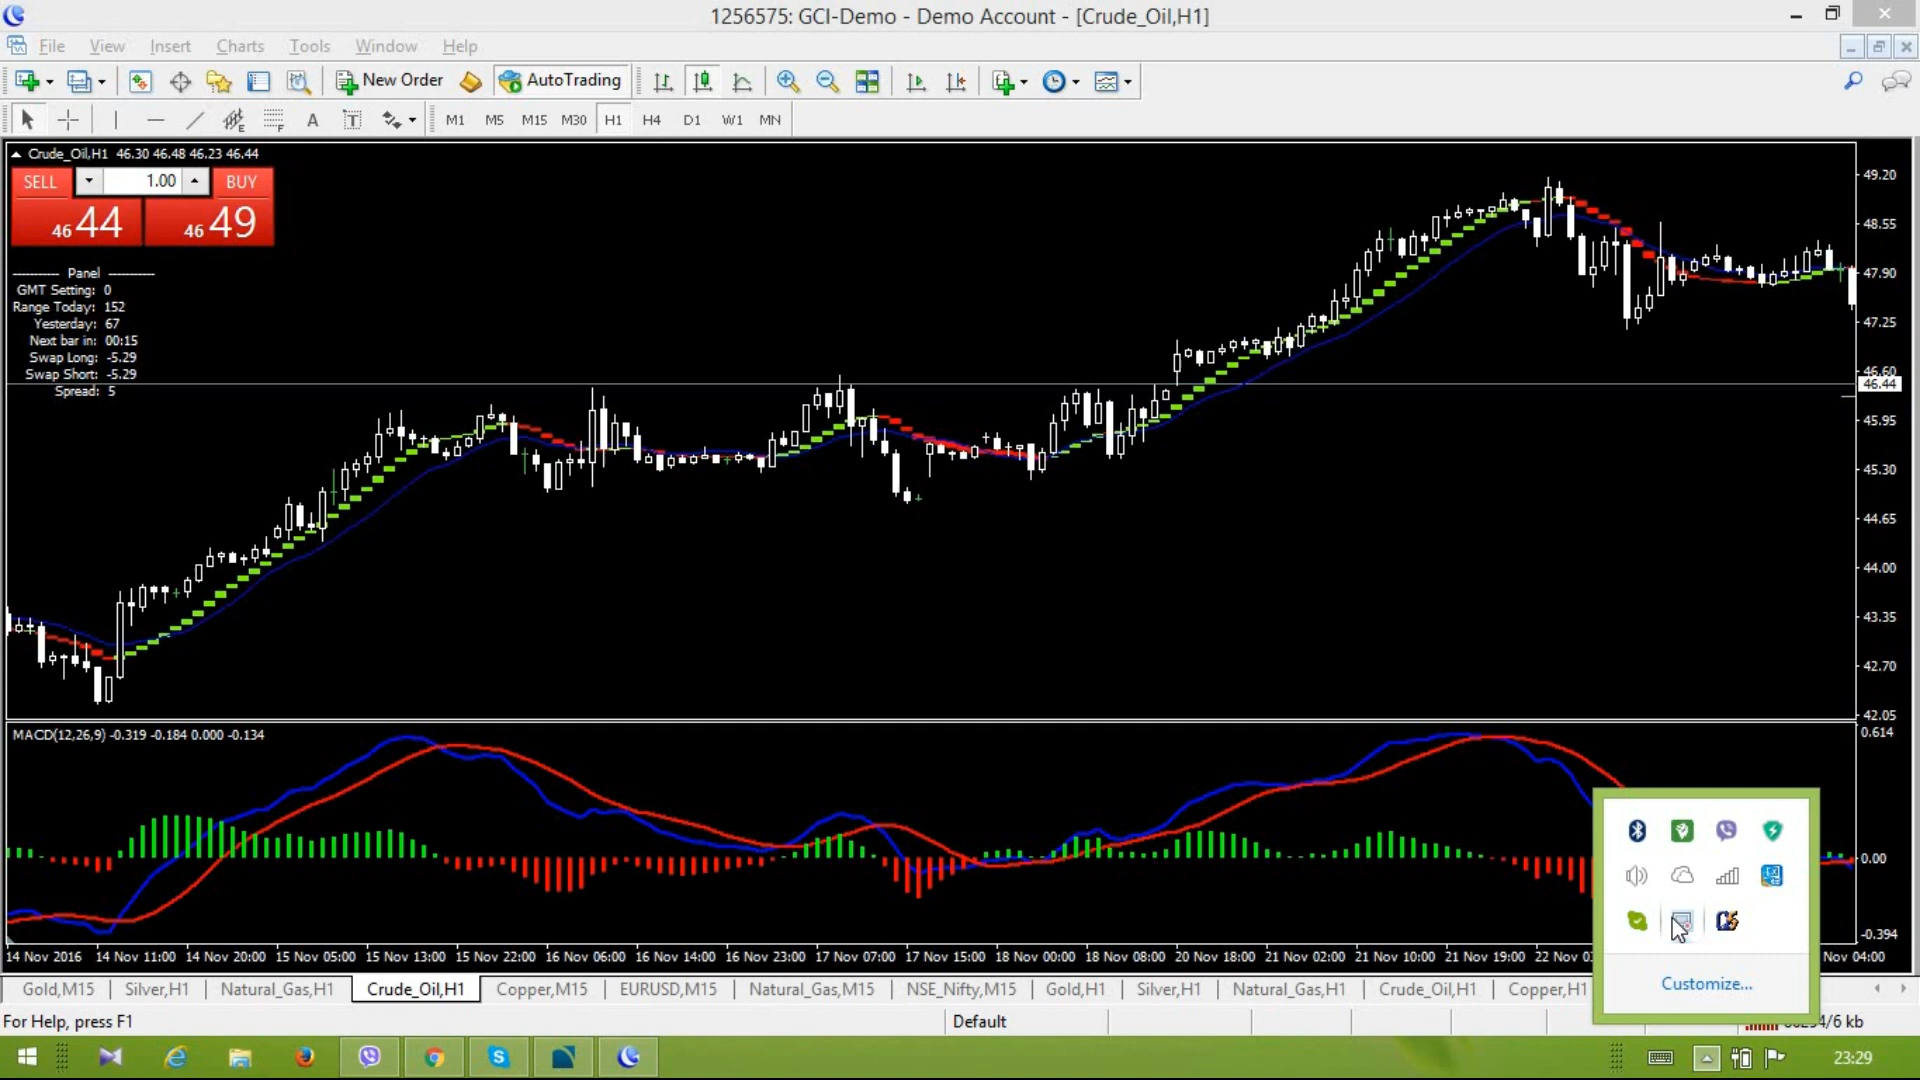 1256575: GCI-Demo - Demo Account - [Crude_Oil,H1]
File View Insert Charts Tools Window Help
New Order AutoTrading
A T M1 M5 M15 M30 H1 H4 D1 W1 MN
Crude_Oil,H1 46.30 46.48 46.23 46.44
SELL 1.00 BUY
46 44 46 49
----------- Panel -----------
GMT Setting: 0
Range Today: 152
Yesterday: 67
Next bar in: 00:15
Swap Long: -5.29
Swap Short: -5.29
Spread: 5
49.20
48.55
47.90
47.25
46.60
46.44
45.95
45.30
44.65
44.00
43.35
42.70
42.05
MACD(12,26,9) -0.319 -0.184 0.000 -0.134
0.614
0.00
-0.394
14 Nov 2016 14 Nov 11:00 14 Nov 20:00 15 Nov 05:00 15 Nov 13:00 15 Nov 22:00 16 Nov 06:00 16 Nov 14:00 16 Nov 23:00 17 Nov 07:00 17 Nov 15:00 18 Nov 00:00 18 Nov 09:00 20 Nov 18:00 21 Nov 02:00 21 Nov 10:00 21 Nov 19:00 22 Nov Nov 04:00
Gold,M15 Silver,H1 Natural_Gas,H1 Crude_Oil,H1 Copper,M15 EURUSD,M15 Natural_Gas,M15 NSE_Nifty,M15 Gold,H1 Silver,H1 Natural_Gas,H1 Crude_Oil,H1 Copper,H1
Customize...
For Help, press F1 Default /6 kb
23:29